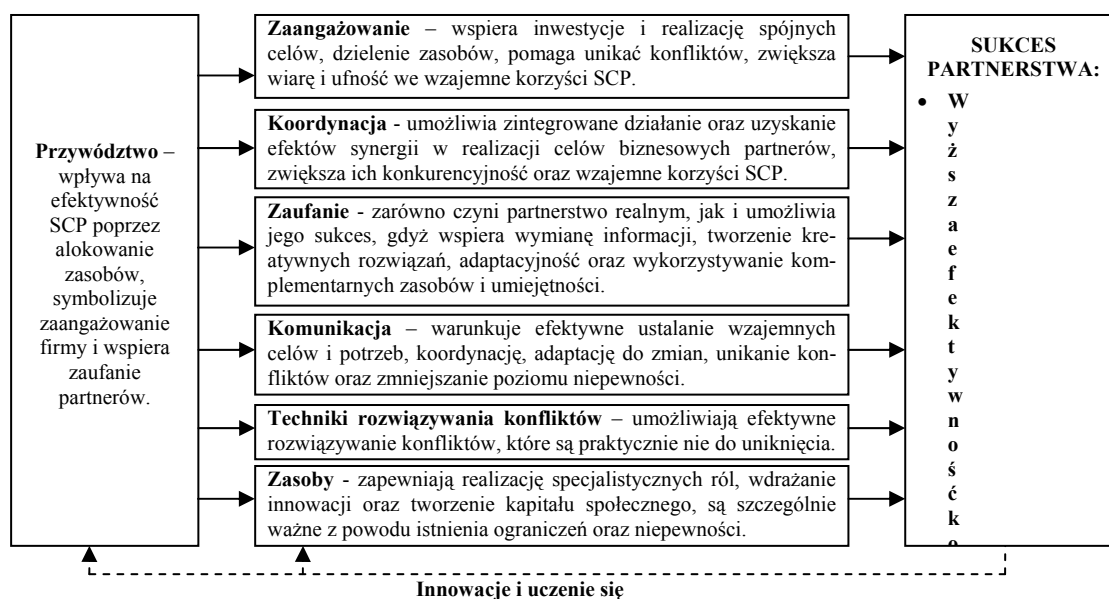 Przywództwo –
wpływa na
efektywność
SCP poprzez
alokowanie
zasobów,
symbolizuje
zaangażowanie
firmy i wspiera
zaufanie
partnerów.
Zaangażowanie – wspiera inwestycje i realizację spójnych
celów, dzielenie zasobów, pomaga unikać konfliktów, zwiększa
wiarę i ufność we wzajemne korzyści SCP.
Koordynacja - umożliwia zintegrowane działanie oraz uzyskanie
efektów synergii w realizacji celów biznesowych partnerów,
zwiększa ich konkurencyjność oraz wzajemne korzyści SCP.
Zaufanie - zarówno czyni partnerstwo realnym, jak i umożliwia
jego sukces, gdyż wspiera wymianę informacji, tworzenie kre-
atywnych rozwiązań, adaptacyjność oraz wykorzystywanie kom-
plementarnych zasobów i umiejętności.
Komunikacja – warunkuje efektywne ustalanie wzajemnych
celów i potrzeb, koordynację, adaptację do zmian, unikanie kon-
fliktów oraz zmniejszanie poziomu niepewności.
Techniki rozwiązywania konfliktów – umożliwiają efektywne
rozwiązywanie konfliktów, które są praktycznie nie do uniknięcia.
Zasoby - zapewniają realizację specjalistycznych ról, wdrażanie
innowacji oraz tworzenie kapitału społecznego, są szczególnie
ważne z powodu istnienia ograniczeń oraz niepewności.
SUKCES
PARTNERSTWA:
• W
y
ż
s
z
a
e
f
e
k
t
y
w
n
o
ś
ć
k
o
Innowacje i uczenie się